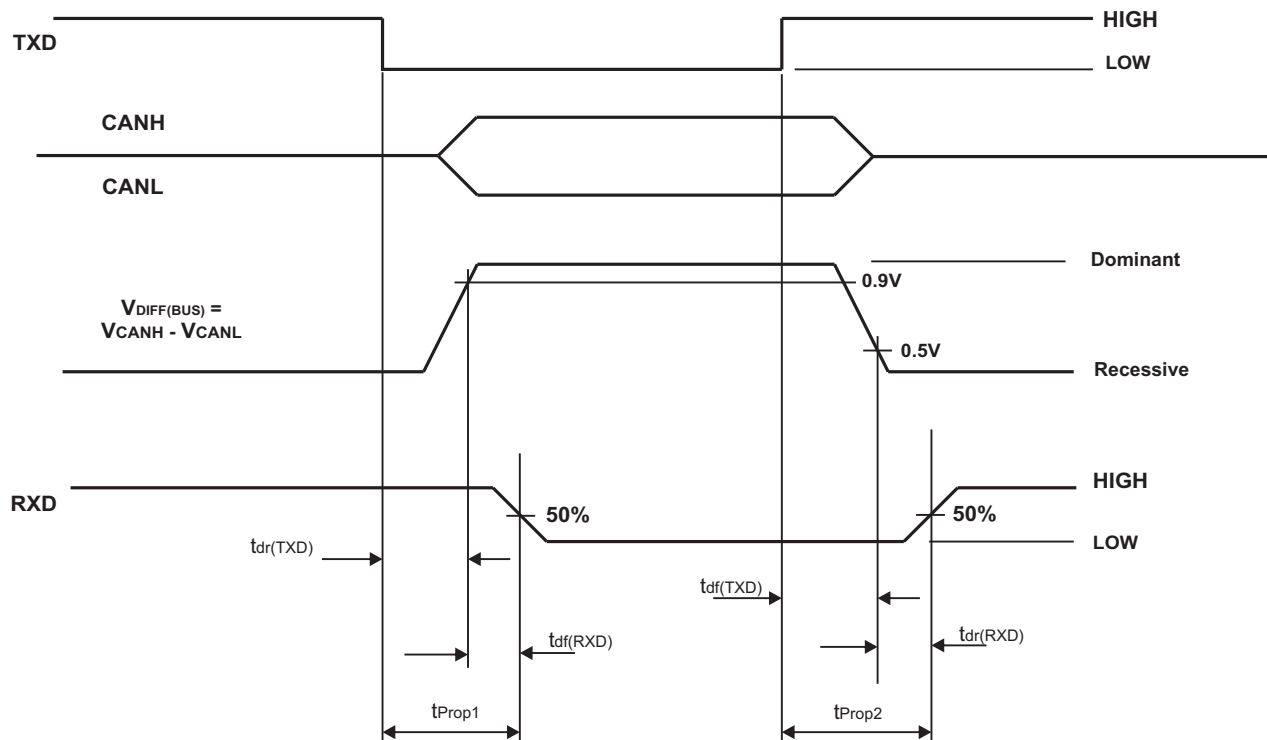 TXD
HIGH
LOW
CANH
CANL
Dominant
0.9V
VDIFF(BUS) =
VCANH - VCANL
0.5V
Recessive
RXD
HIGH
50%
50%
LOW
tdr(TXD)
tdf(TXD)
tdf(RXD)
tdr(RXD)
tProp1
tProp2